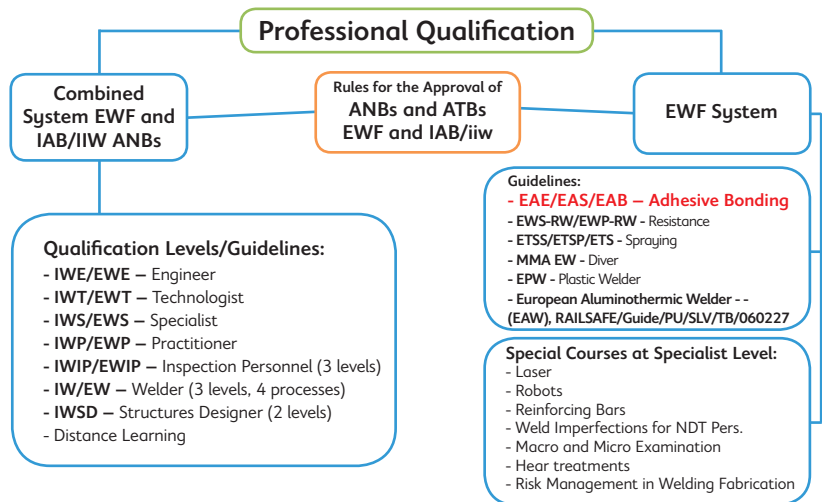 Professional Qualification
Combined
System EWF and
IAB/IIW ANBs
Rules for the Approval of
ANBs and ATBs
EWF and IAB/iiw
EWF System
Qualification Levels/Guidelines:
- IWE/EWE – Engineer
- IWT/EWT – Technologist
- IWS/EWS – Specialist
- IWP/EWP – Practitioner
- IWIP/EWIP – Inspection Personnel (3 levels)
- IW/EW – Welder (3 levels, 4 processes)
- IWSD – Structures Designer (2 levels)
- Distance Learning
Guidelines:
- EAE/EAS/EAB – Adhesive Bonding
- EWS-RW/EWP-RW - Resistance
- ETSS/ETSP/ETS - Spraying
- MMA EW - Diver
- EPW - Plastic Welder
- European Aluminothermic Welder - -
(EAW), RAILSAFE/Guide/PU/SLV/TB/060227
Special Courses at Specialist Level:
- Laser
- Robots
- Reinforcing Bars
- Weld Imperfections for NDT Pers.
- Macro and Micro Examination
- Hear treatments
- Risk Management in Welding Fabrication